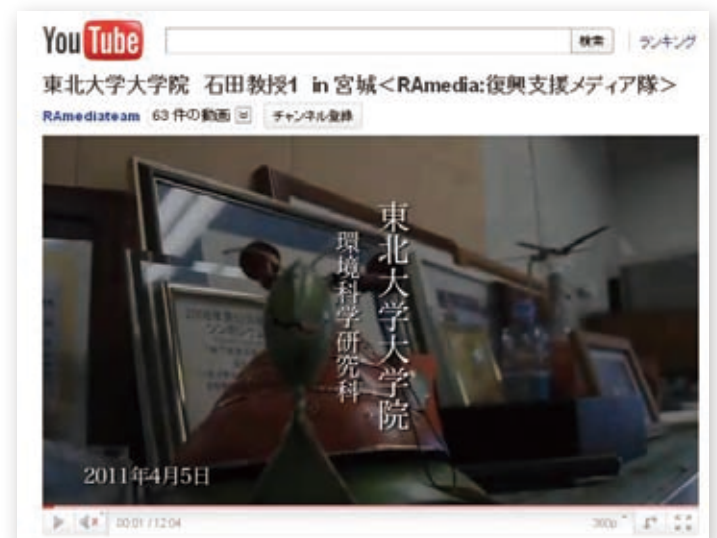 YouTube
検索
ランキング
東北大学大学院 石田教授1 in 宮城<RAmedia:復興支援メディア隊>
RAmediateam 63 件の動画 チャンネル登録
東北大学大学院
環境科学研究科
2011年4月5日
00:01 / 12:04
360p